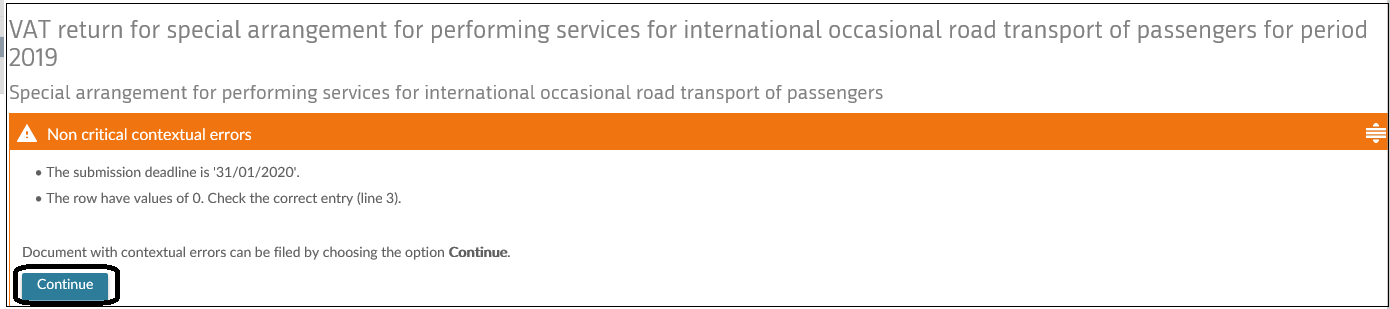 VAT return for special arrangement for performing services for international occasional road transport of passengers for period
2019
Special arrangement for performing services for international occasional road transport of passengers
Non critical contextual errors
• The submission deadline is '31/01/2020'.
• The row have values of 0. Check the correct entry (line 3).
Document with contextual errors can be filed by choosing the option Continue.
Continue